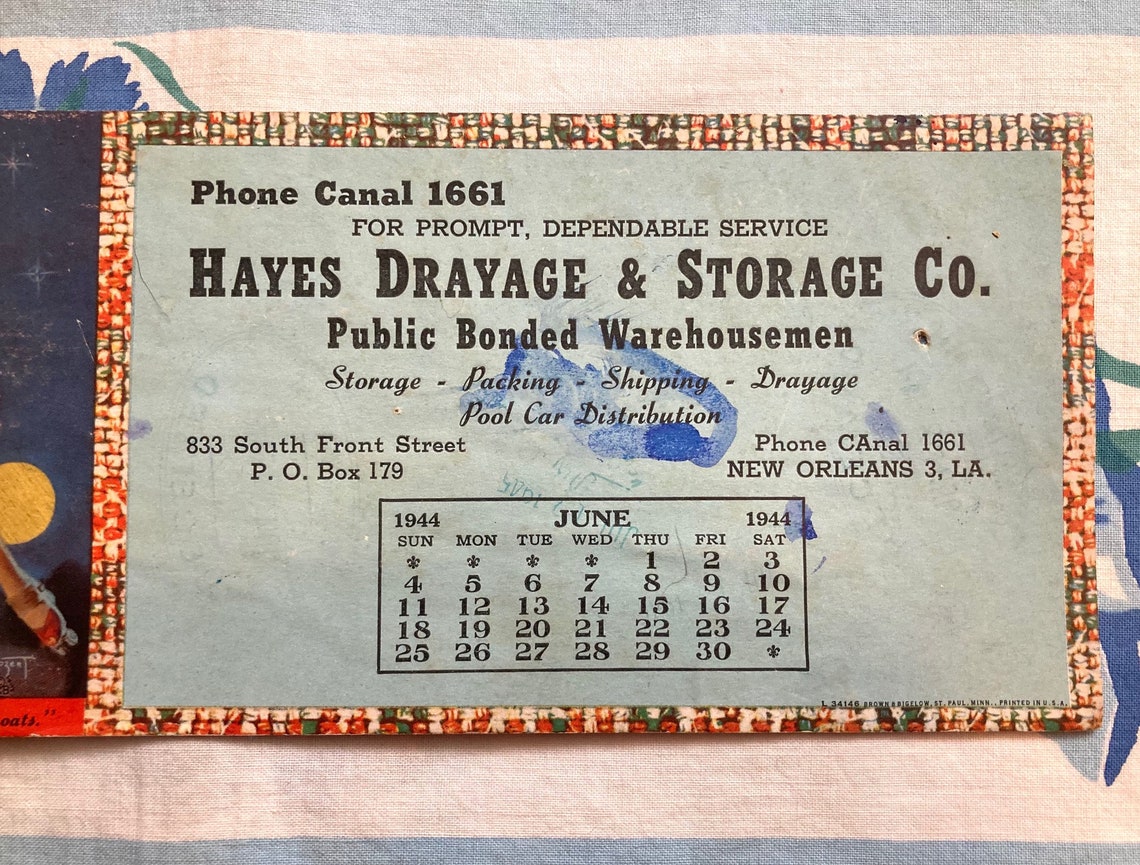 Phone Canal 1661
FOR PROMPT, DEPENDABLE SERVICE
HAYES DRAYAGE & STORAGE CO.
Public Bonded Warehousemen
Storage - Packing - Shipping - Drayage
Pool Car Distribution
833 South Front Street
P. O. Box 179
Phone CAnal 1661
NEW ORLEANS 3, LA.
1944 JUNE 1944
SUN MON TUE WED THU FRI SAT
1 2 3
4 5 6 7 8 9 10
11 12 13 14 15 16 17
18 19 20 21 22 23 24
25 26 27 28 29 30
L 34146 BROWN & BIGELOW, ST. PAUL, MINN., PRINTED IN U.S.A.
oats."